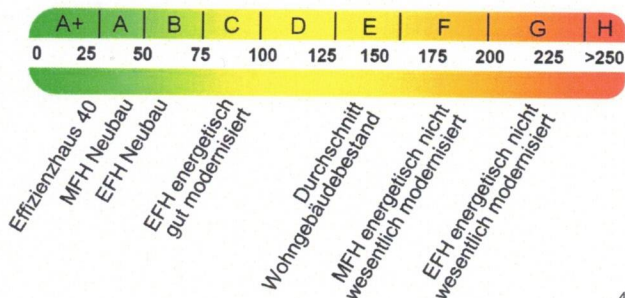 A+ A B C D E F G H
0 25 50 75 100 125 150 175 200 225 >250
Effizienzhaus 40
MFH Neubau
EFH Neubau
EFH energetisch
gut modernisiert
Durchschnitt
Wohngebäudebestand
MFH energetisch nicht
wesentlich modernisiert
EFH energetisch nicht
wesentlich modernisiert
4